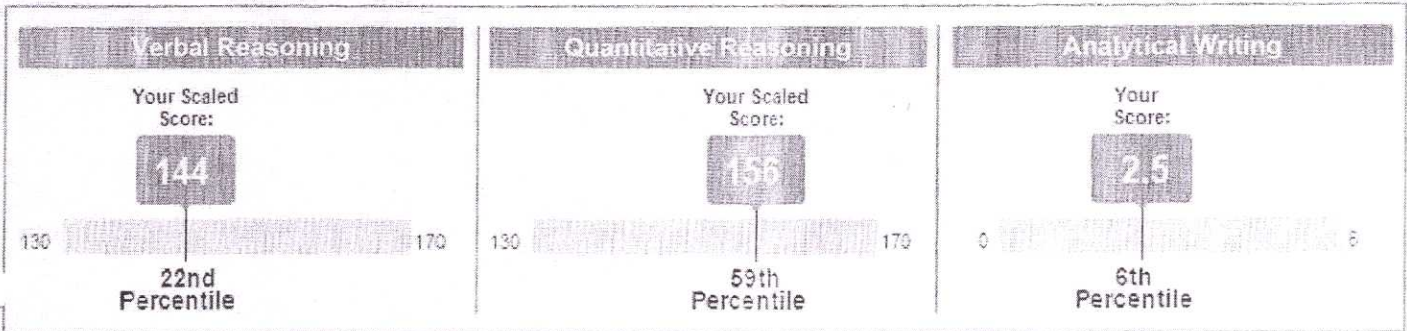 Verbal Reasoning
Your Scaled
Score:
144
130
170
22nd
Percentile
Quantitative Reasoning
Your Scaled
Score:
156
130
170
59th
Percentile
Analytical Writing
Your
Score:
2.5
0
6
6th
Percentile